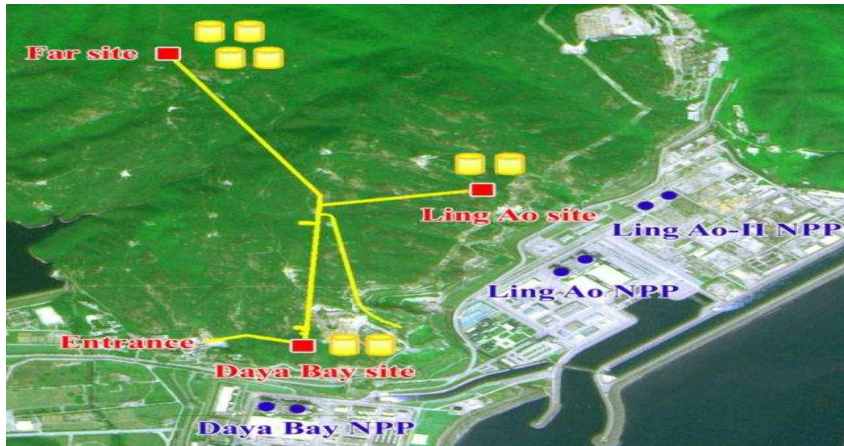 Far site
Ling Ao site
Ling Ao-II NPP
Ling Ao NPP
Entrance
Daya Bay site
Daya Bay NPP